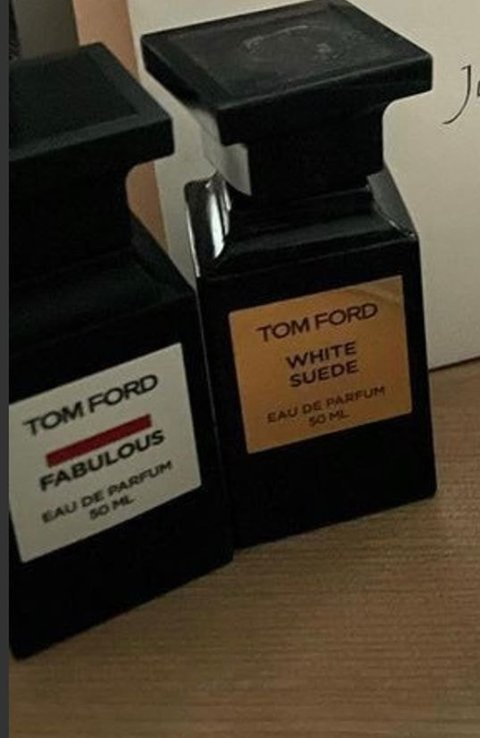 TOM FORD
FABULOUS
EAU DE PARFUM
50 ML
TOM FORD
WHITE
SUEDE
EAU DE PARFUM
50 ML